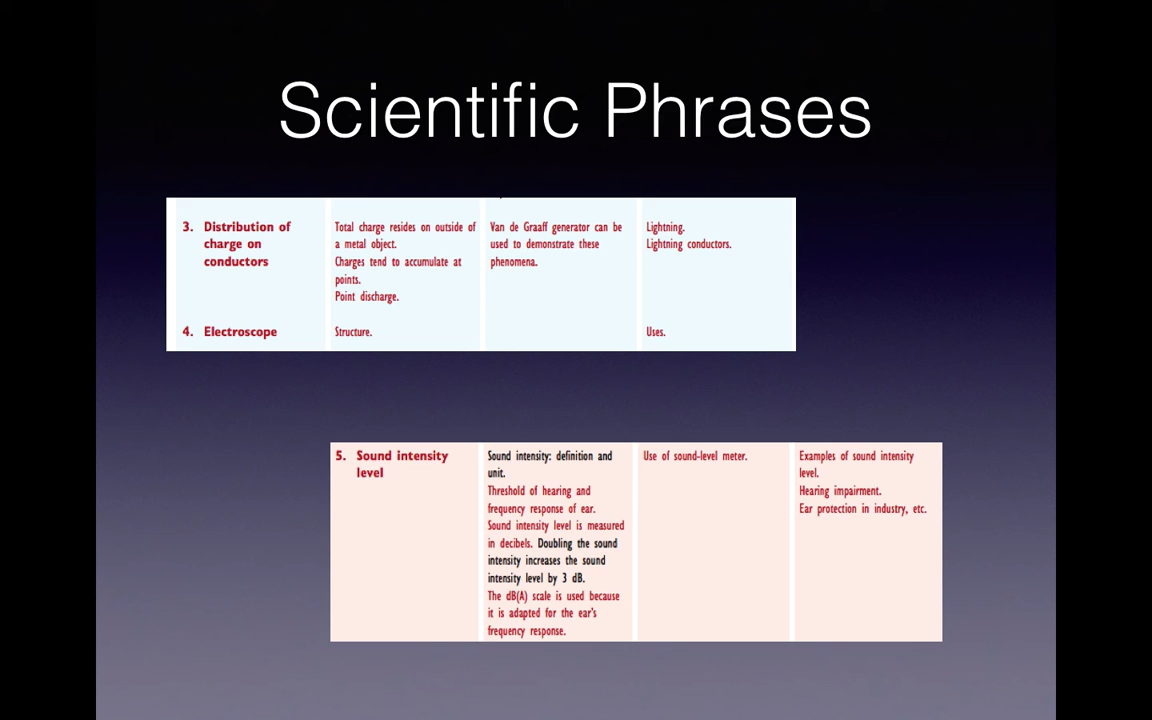 Scientific Phrases
3. Distribution of
charge on
conductors
Total charge resides on outside of
a metal object.
Charges tend to accumulate at
points.
Point discharge.
Van de Graaff generator can be
used to demonstrate these
phenomena.
Lightning.
Lightning conductors.
4. Electroscope
Structure.
Uses.
5. Sound intensity
level
Sound intensity: definition and
unit.
Threshold of hearing and
frequency response of ear.
Sound intensity level is measured
in decibels. Doubling the sound
intensity increases the sound
intensity level by 3 dB.
The dB(A) scale is used because
it is adapted for the ear's
frequency response.
Use of sound-level meter.
Examples of sound intensity
level.
Hearing impairment.
Ear protection in industry, etc.